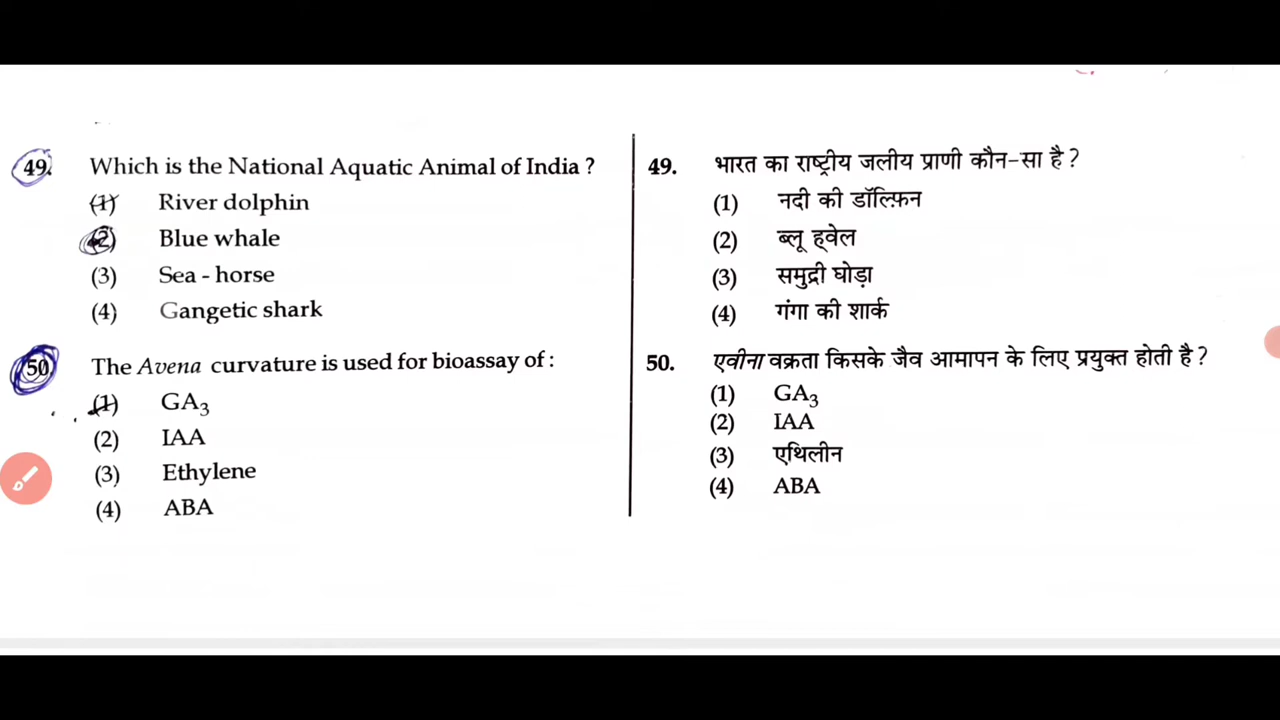 49. Which is the National Aquatic Animal of India ?
(1) River dolphin
(2) Blue whale
(3) Sea - horse
(4) Gangetic shark
50. The Avena curvature is used for bioassay of :
(1) GA₃
(2) IAA
(3) Ethylene
(4) ABA
49. भारत का राष्ट्रीय जलीय प्राणी कौन-सा है ?
(1) नदी की डॉल्फ़िन
(2) ब्लू ह्वेल
(3) समुद्री घोड़ा
(4) गंगा की शार्क
50. एवीना वक्रता किसके जैव आमापन के लिए प्रयुक्त होती है ?
(1) GA₃
(2) IAA
(3) एथिलीन
(4) ABA